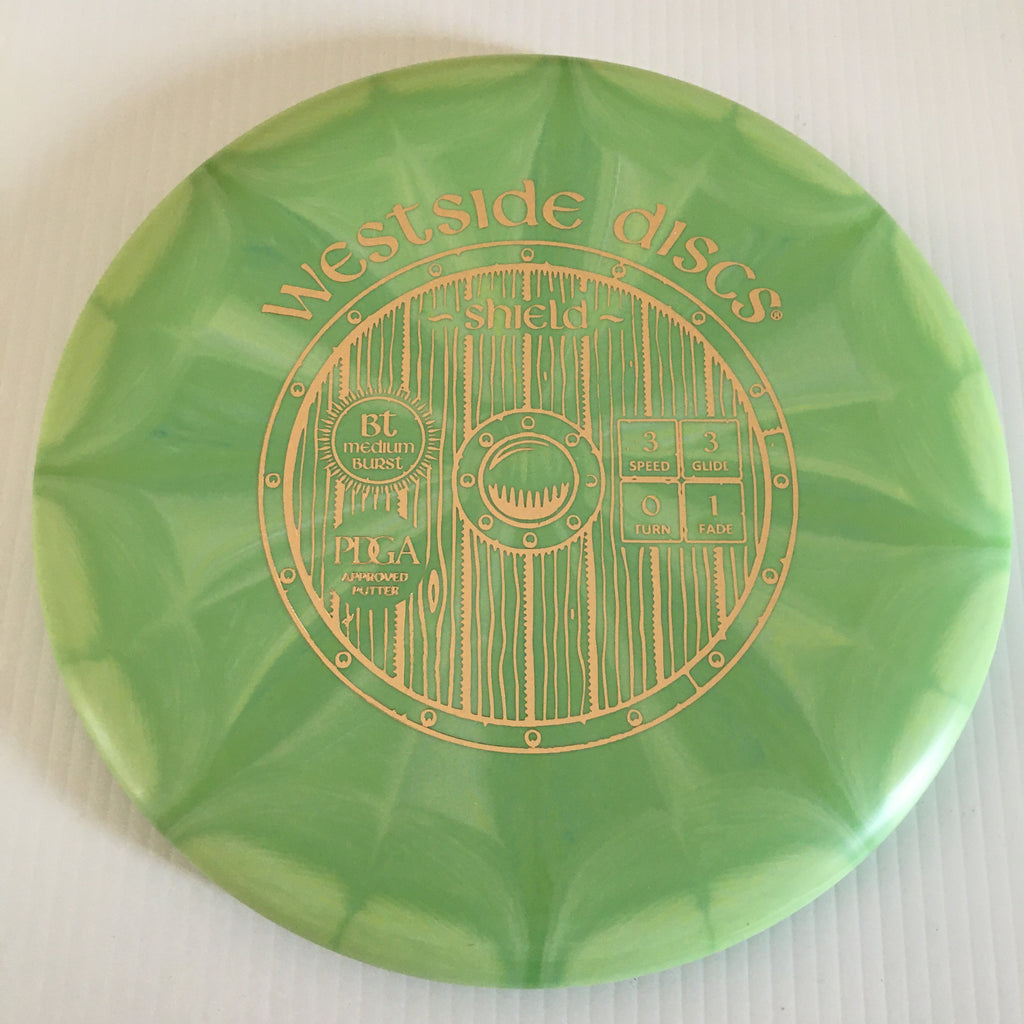 westside discs®
~ shield ~
Bt
medium
Burst
3
SPEED
3
GLIDE
0
TURN
1
FADE
PDGA
APPROVED
PUTTER